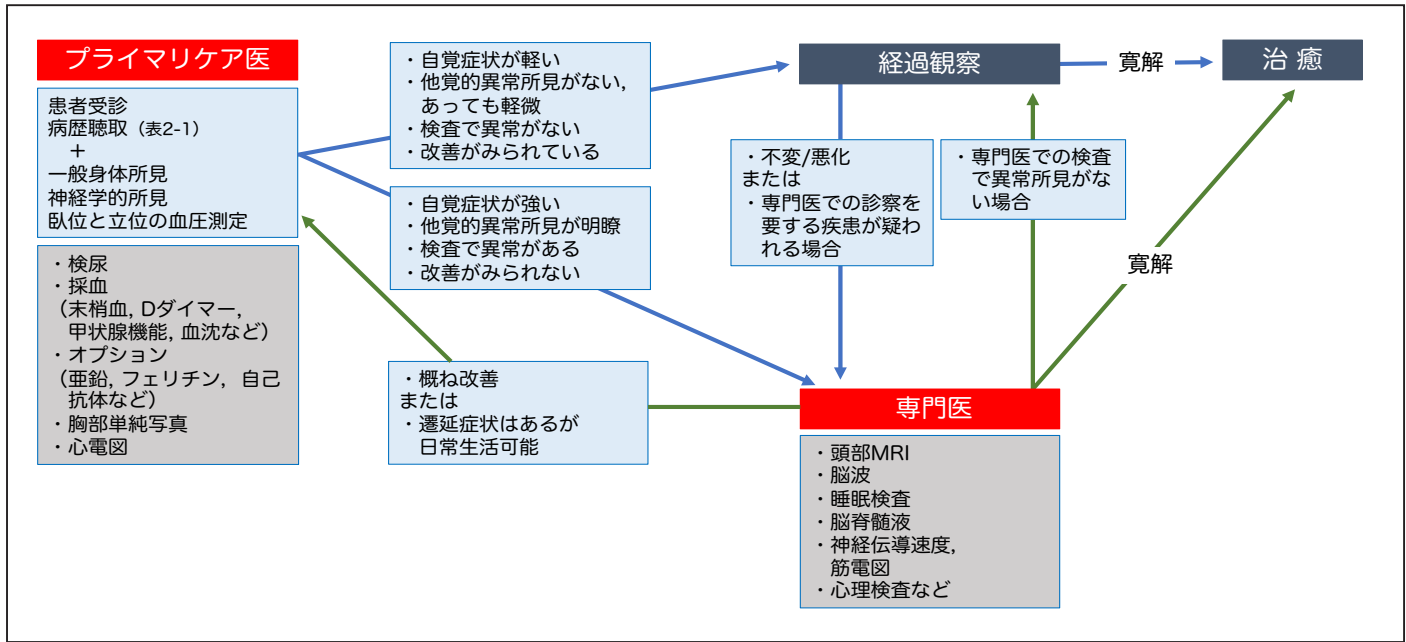 プライマリケア医
患者受診
病歴聴取（表2-1）
＋
一般身体所見
神経学的所見
臥位と立位の血圧測定
・検尿
・採血
（末梢血, Dダイマー,
甲状腺機能, 血沈など）
・オプション
（亜鉛, フェリチン, 自己
抗体など）
・胸部単純写真
・心電図
・自覚症状が軽い
・他覚的異常所見がない,
あっても軽微
・検査で異常がない
・改善がみられている
・自覚症状が強い
・他覚的異常所見が明瞭
・検査で異常がある
・改善がみられない
・概ね改善
または
・遷延症状はあるが
日常生活可能
経過観察
寛解
治癒
・不変/悪化
または
・専門医での診察を
要する疾患が疑わ
れる場合
・専門医での検査
で異常所見がな
い場合
寛解
専門医
・頭部MRI
・脳波
・睡眠検査
・脳脊髄液
・神経伝導速度,
筋電図
・心理検査など